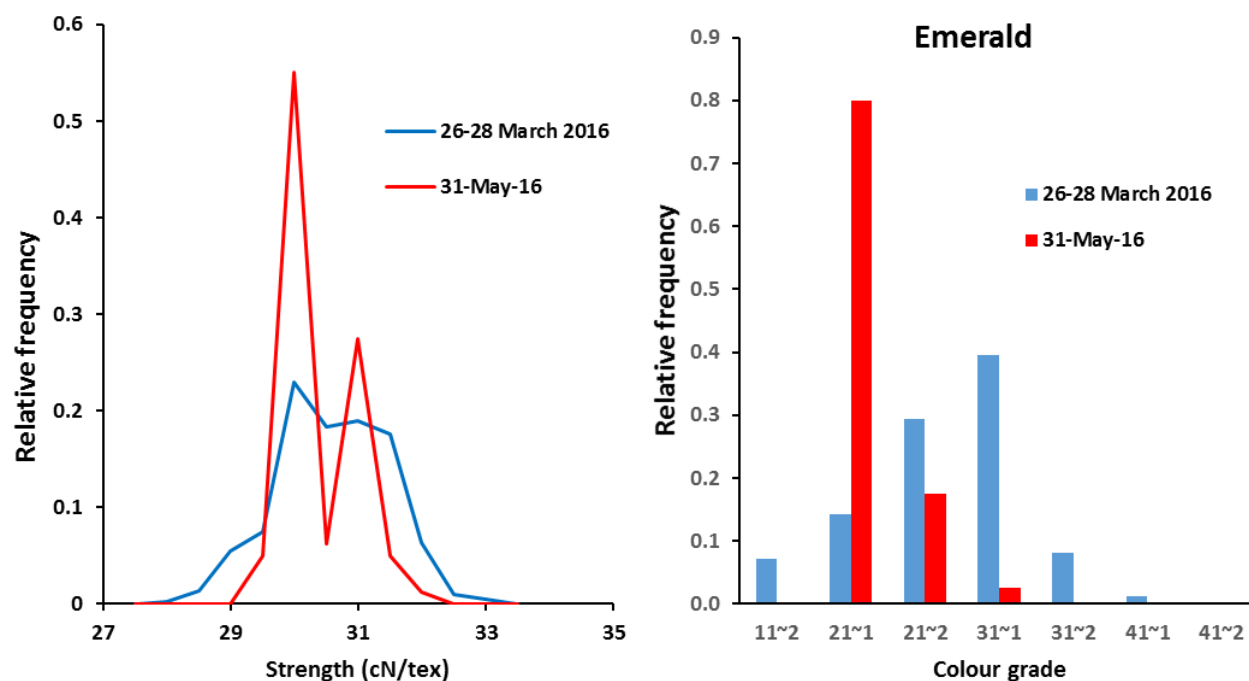 0.6
0.5
0.4
0.3
0.2
0.1
0
Relative frequency
26-28 March 2016
31-May-16
27 29 31 33 35
Strength (cN/tex)
Emerald
0.9
0.8
0.7
0.6
0.5
0.4
0.3
0.2
0.1
0.0
Relative frequency
26-28 March 2016
31-May-16
11~2 21~1 21~2 31~1 31~2 41~1 41~2
Colour grade